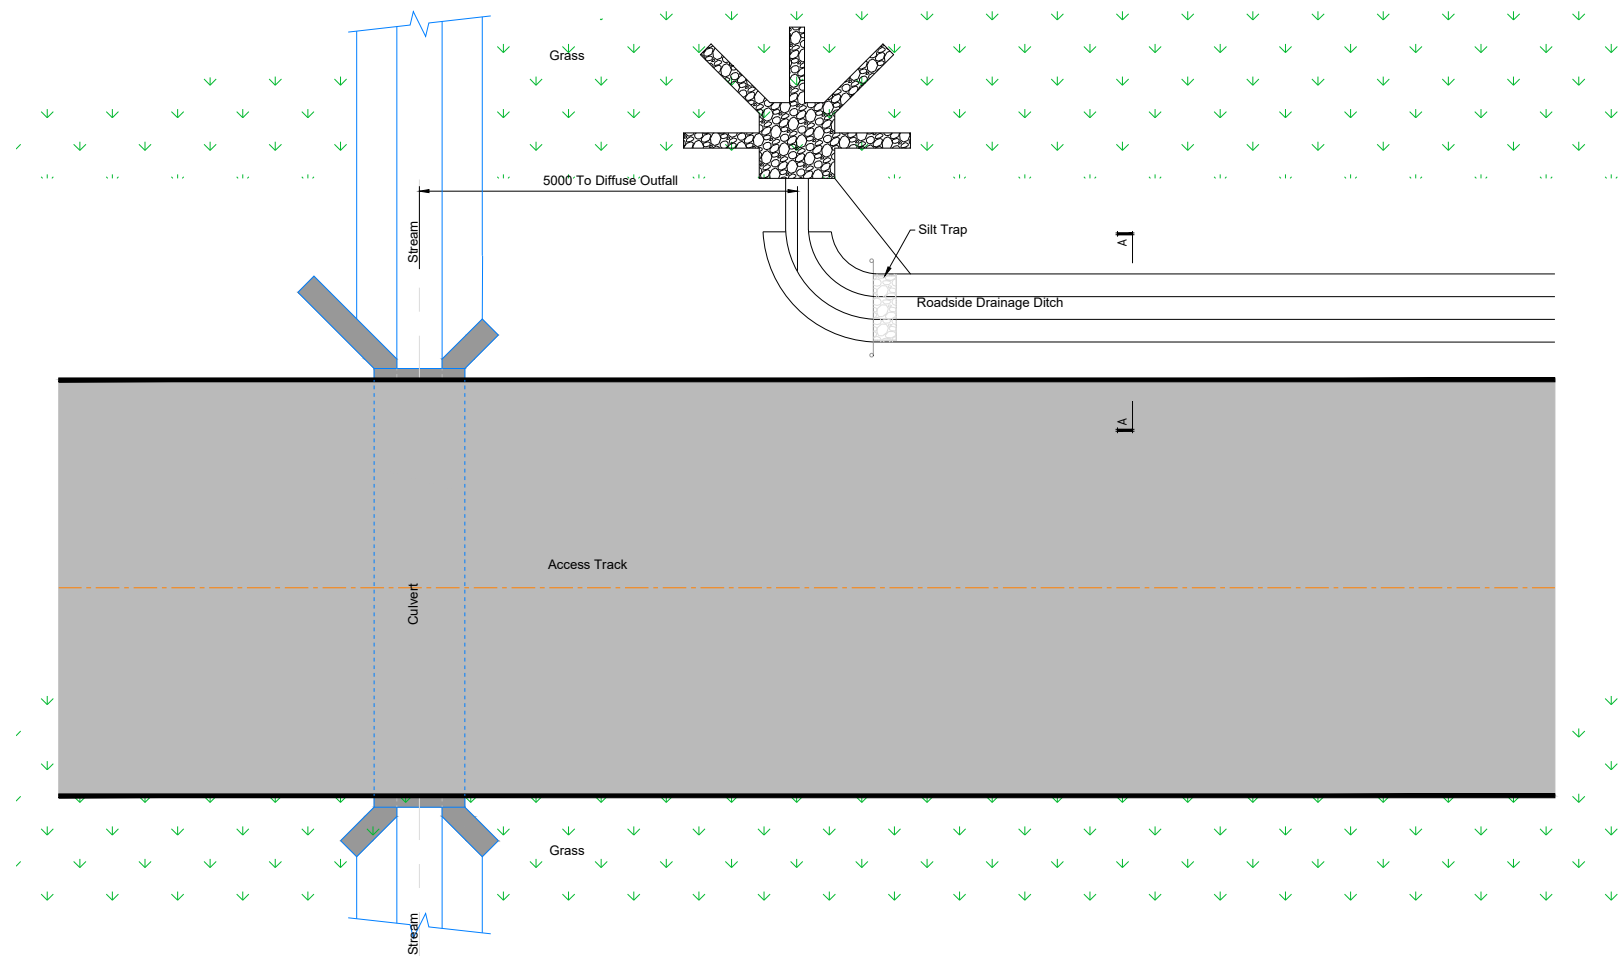 Grass
5000 To Diffuse Outfall
Stream
Silt Trap
A
Roadside Drainage Ditch
A
Access Track
Culvert
Grass
Stream